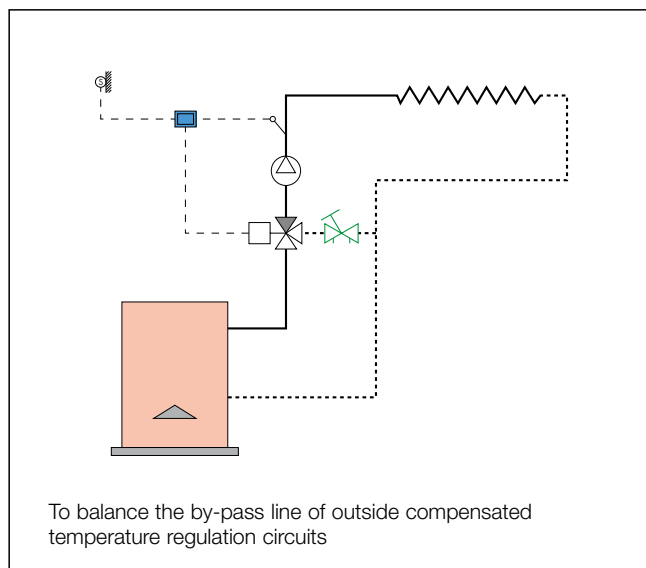 S
To balance the by-pass line of outside compensated
temperature regulation circuits